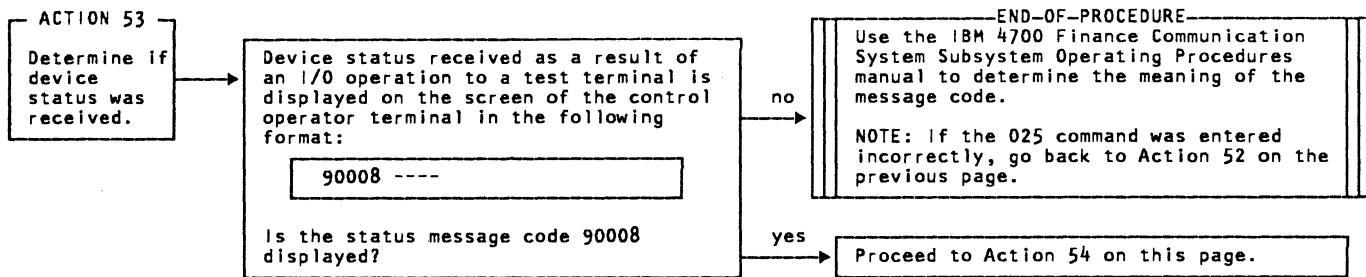 ACTION 53
Determine if
device
status was
received.
Device status received as a result of
an I/O operation to a test terminal is
displayed on the screen of the control
operator terminal in the following
format:
90008 ----
Is the status message code 90008
displayed?
no
END-OF-PROCEDURE
Use the IBM 4700 Finance Communication
System Subsystem Operating Procedures
manual to determine the meaning of the
message code.
NOTE: If the 025 command was entered
incorrectly, go back to Action 52 on the
previous page.
yes
Proceed to Action 54 on this page.